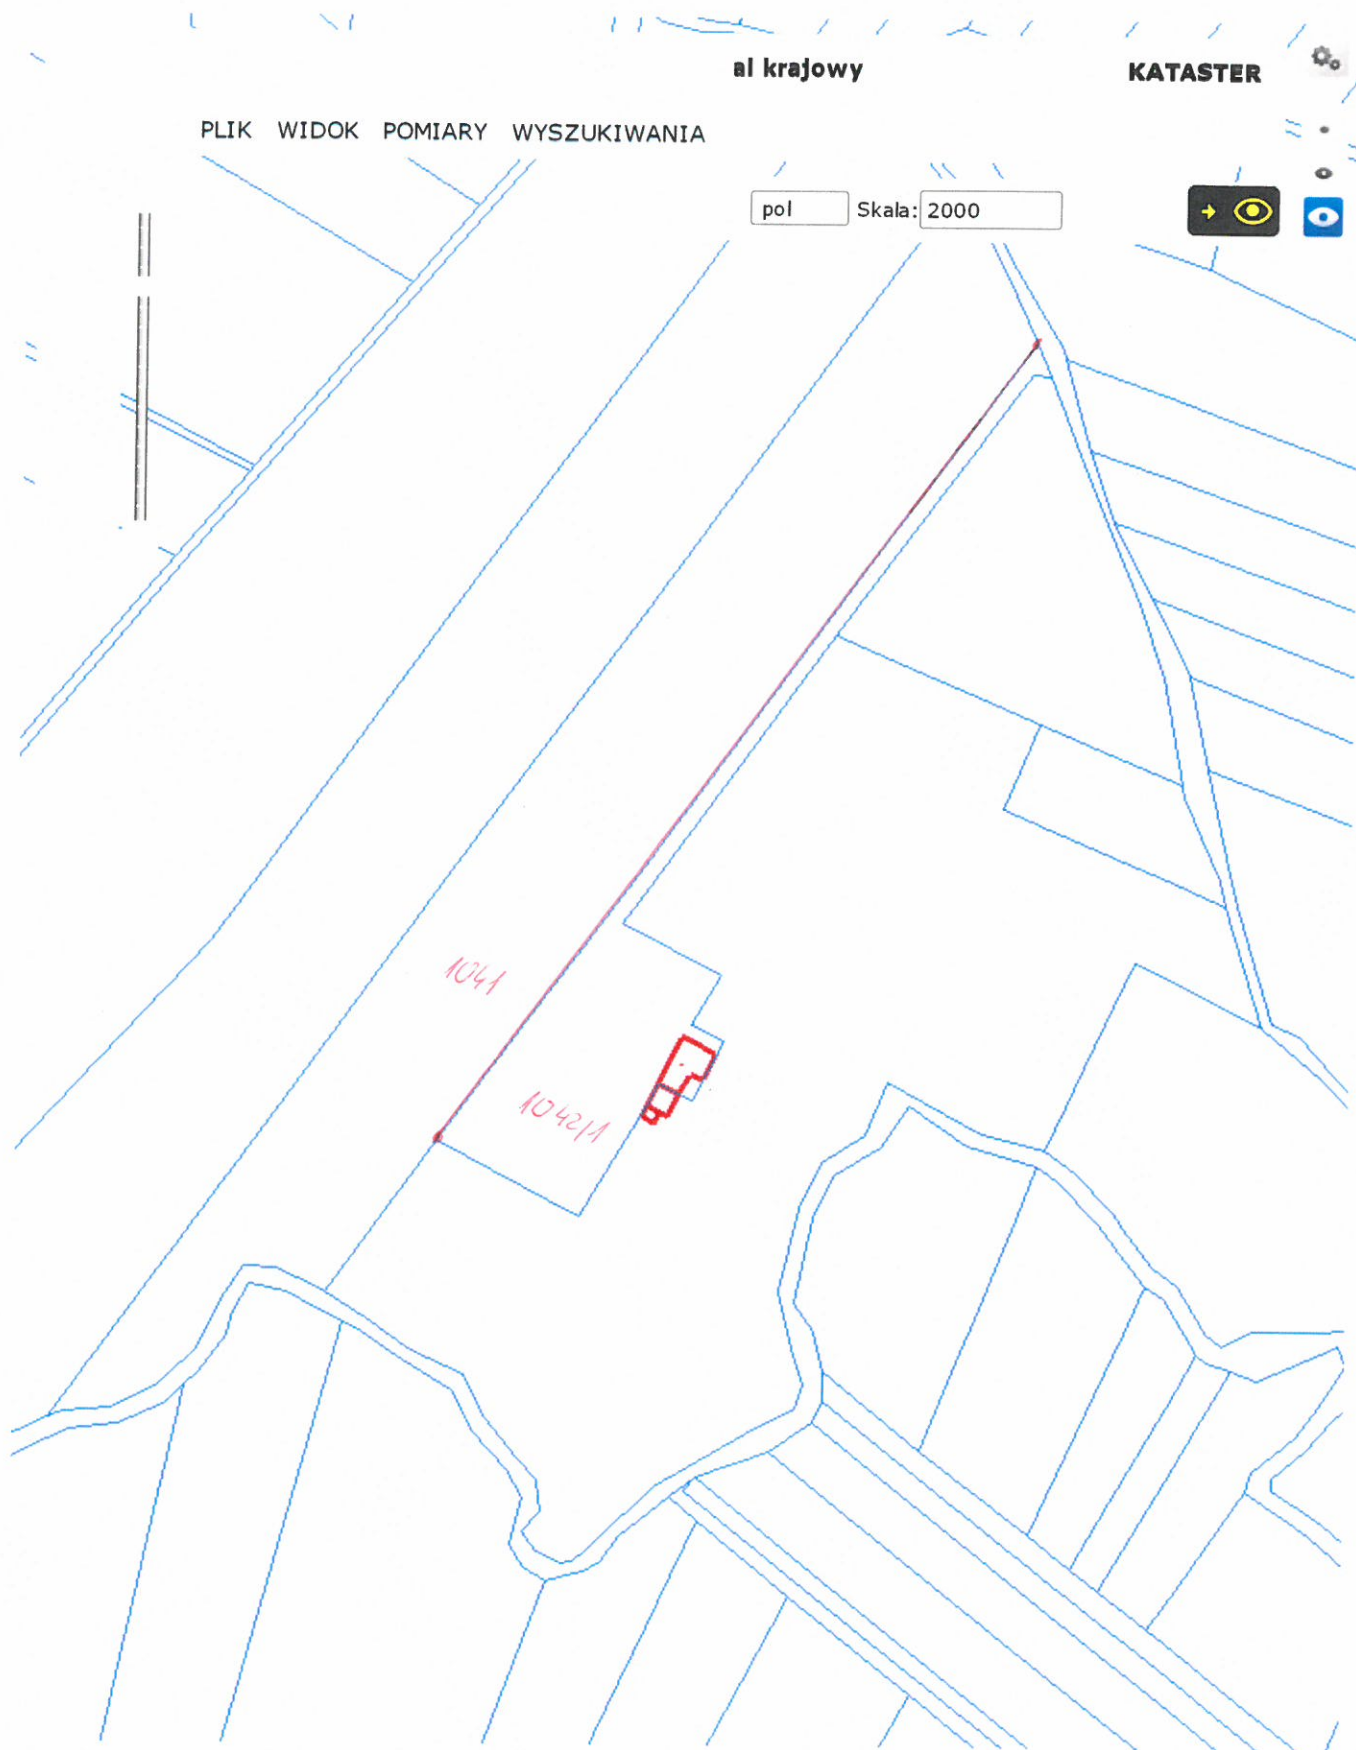 al krajowy
KATASTER
PLIK WIDOK POMIARY WYSZUKIWANIA
pol Skala: 2000
1041
1042/1